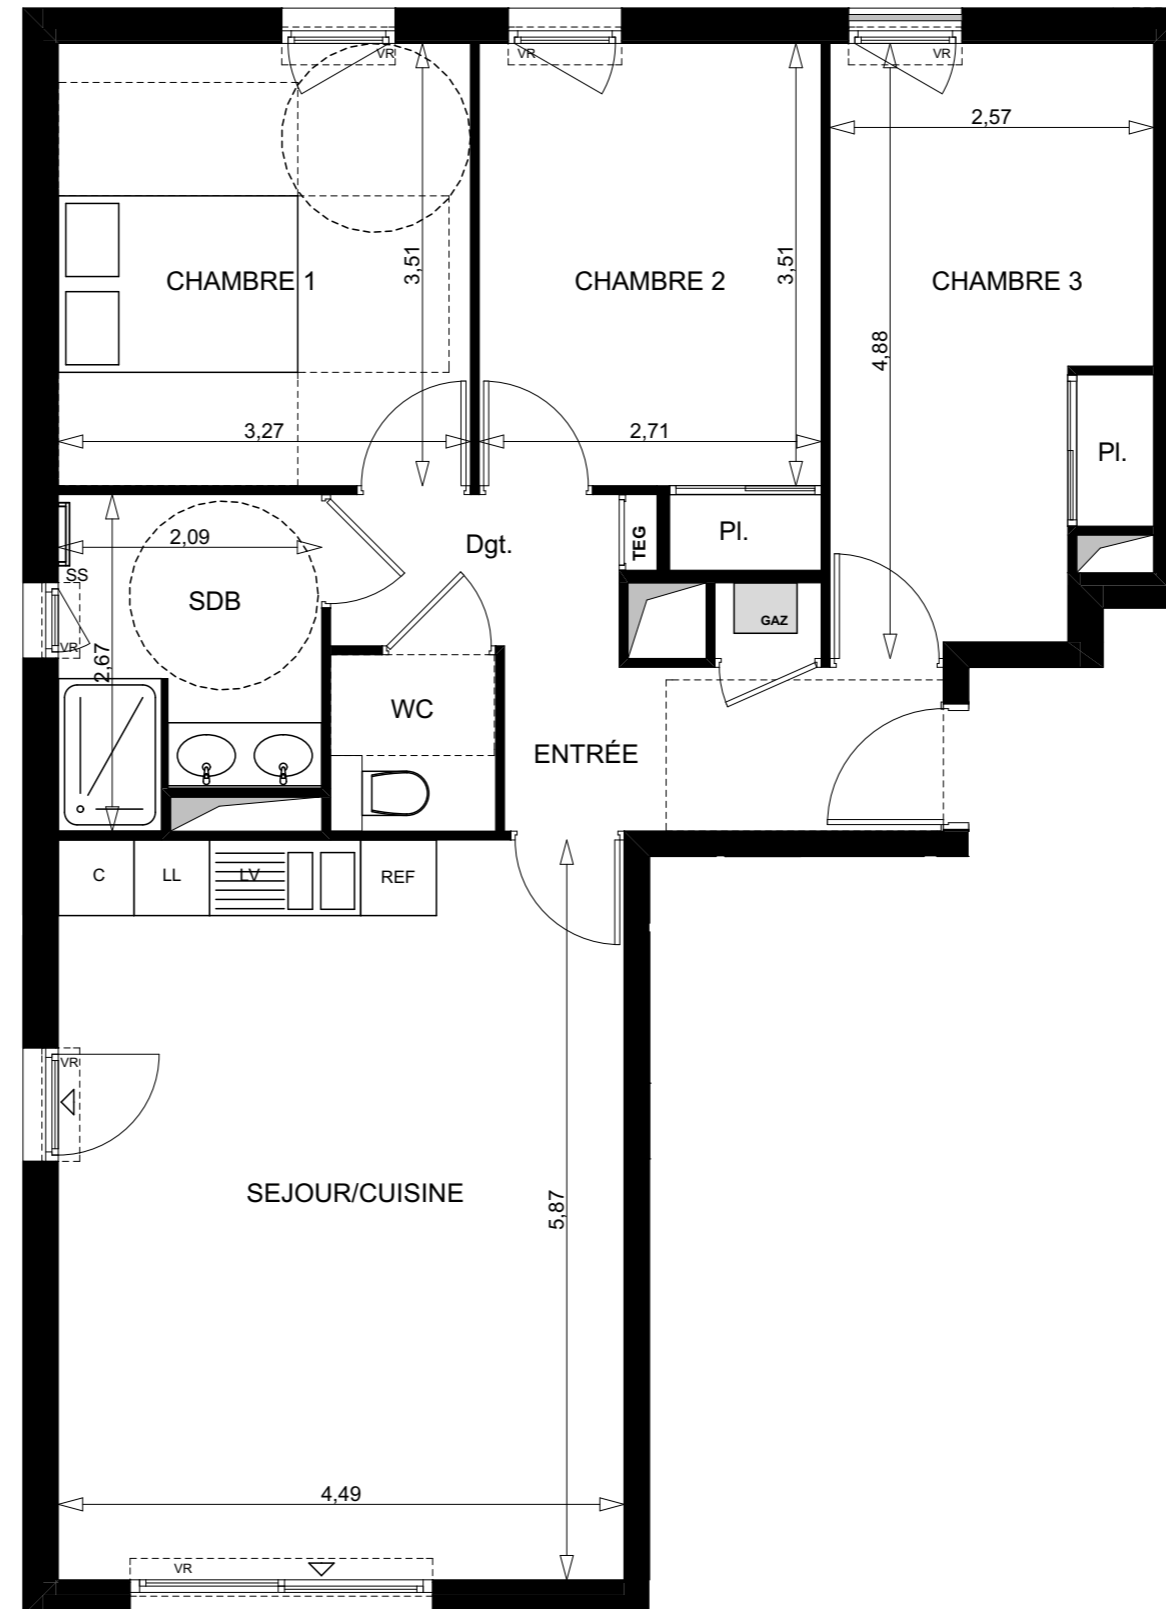 VR
VR
VR
2,57
3,51
3,51
CHAMBRE 1
CHAMBRE 2
CHAMBRE 3
4,88
3,27
2,71
Pl.
2,09
Dgt.
TEG
Pl.
SS
SDB
GAZ
VR
2,67
WC
ENTRÉE
C
LL
LV
REF
VR
SEJOUR/CUISINE
5,87
4,49
VR